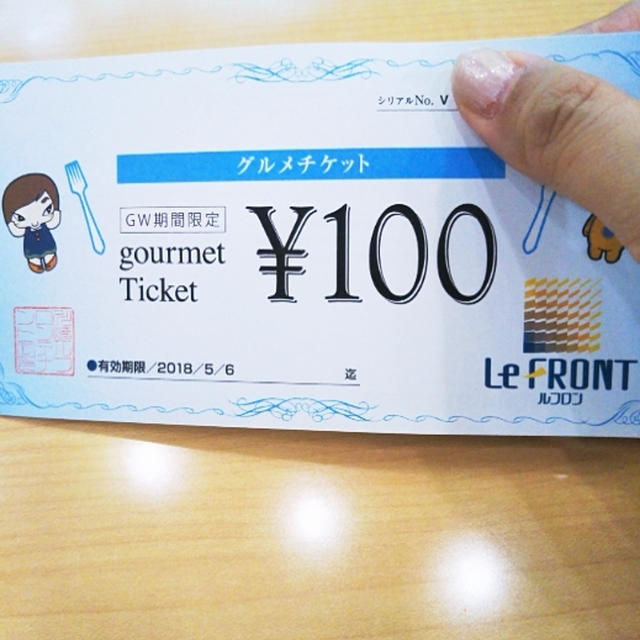 シリアルNo. V
グルメチケット
GW期間限定
gourmet
Ticket
¥100
●有効期限/2018/5/6 迄
Le FRONT
ルフロン